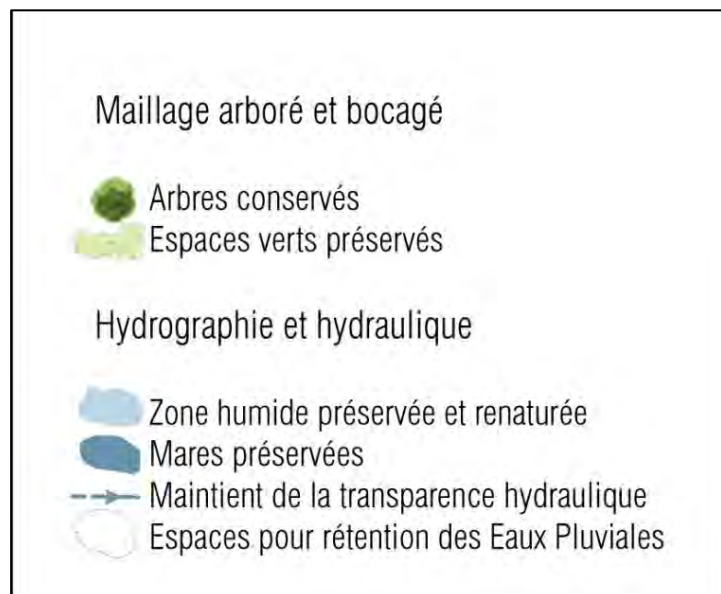 Maillage arboré et bocagé
Arbres conservés
Espaces verts préservés
Hydrographie et hydraulique
Zone humide préservée et renaturée
Mares préservées
Maintient de la transparence hydraulique
Espaces pour rétention des Eaux Pluviales